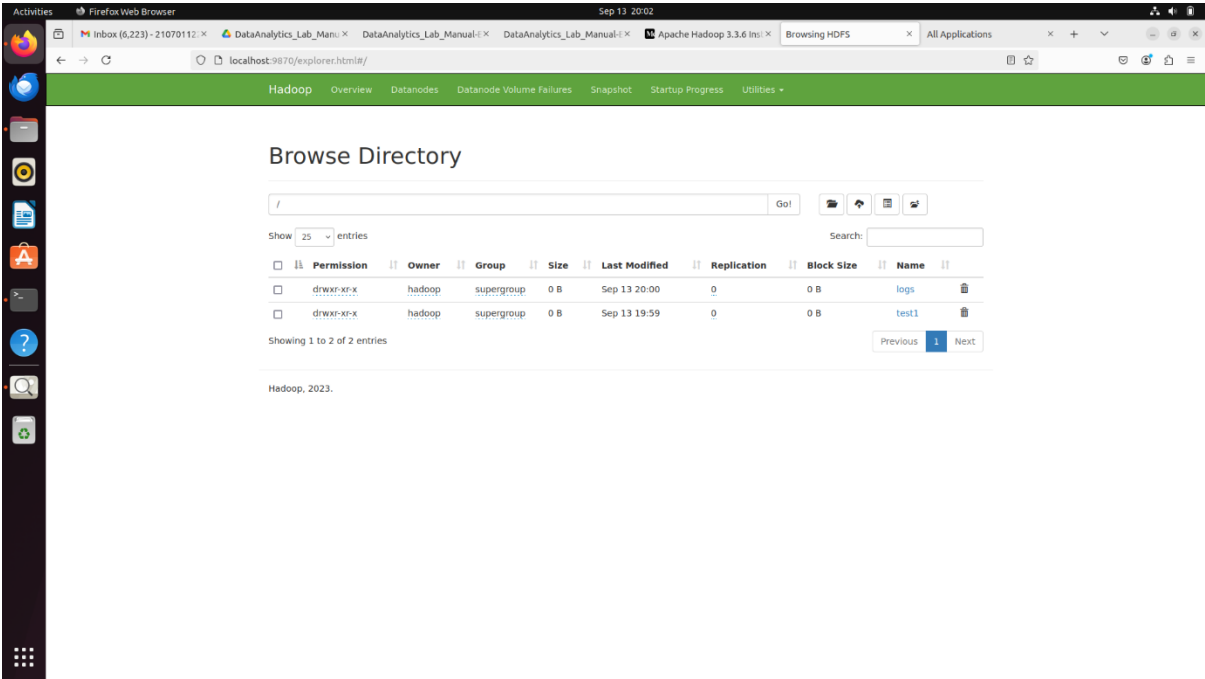 Activities Firefox Web Browser Sep 13 20:02
Inbox (6,223) - 21070112 DataAnalytics_Lab_Manu DataAnalytics_Lab_Manual-E DataAnalytics_Lab_Manual-E Apache Hadoop 3.3.6 Inst Browsing HDFS All Applications
localhost:9870/explorer.html#/
Hadoop Overview Datanodes Datanode Volume Failures Snapshot Startup Progress Utilities
Browse Directory
/ Go!
Show 25 entries Search:
Permission Owner Group Size Last Modified Replication Block Size Name
drwxr-xr-x hadoop supergroup 0 B Sep 13 20:00 0 0 B logs
drwxr-xr-x hadoop supergroup 0 B Sep 13 19:59 0 0 B test1
Showing 1 to 2 of 2 entries Previous 1 Next
Hadoop, 2023.